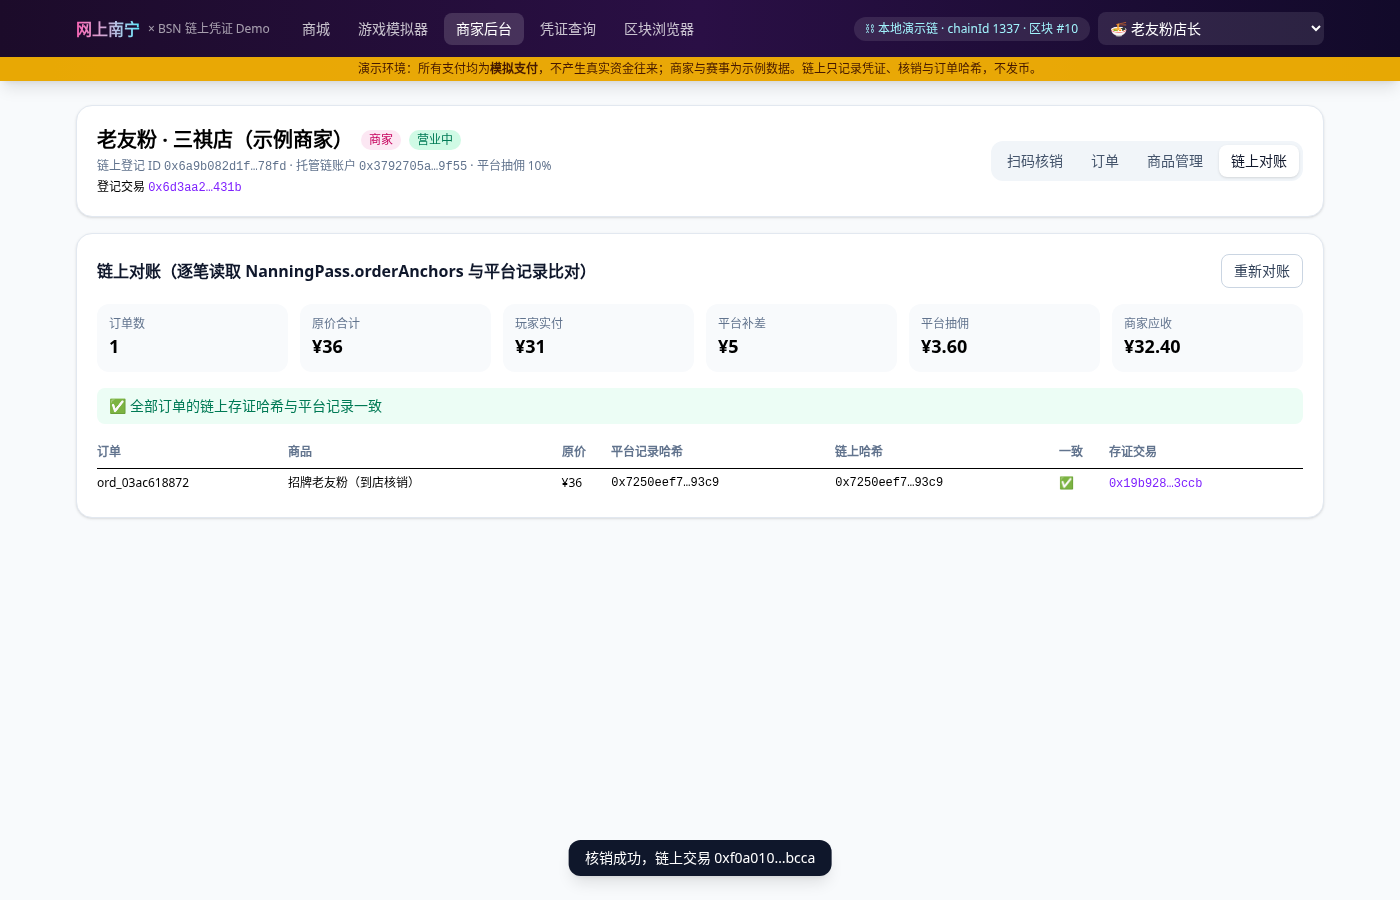 网上南宁 × BSN 链上凭证 Demo 商城 游戏模拟器 商家后台 凭证查询 区块浏览器 ⛓ 本地演示链 · chainId 1337 · 区块 #10 🍜 老友粉店长
演示环境：所有支付均为模拟支付，不产生真实资金往来；商家与赛事为示例数据。链上只记录凭证、核销与订单哈希，不发币。
老友粉 · 三祺店（示例商家） 商家 营业中
链上登记 ID 0x6a9b082d1f…78fd · 托管链账户 0x3792705a…9f55 · 平台抽佣 10%
登记交易 0x6d3aa2…431b
扫码核销 订单 商品管理 链上对账
链上对账（逐笔读取 NanningPass.orderAnchors 与平台记录比对） 重新对账
订单数 原价合计 玩家实付 平台补差 平台抽佣 商家应收
1 ¥36 ¥31 ¥5 ¥3.60 ¥32.40
✅ 全部订单的链上存证哈希与平台记录一致
订单 商品 原价 平台记录哈希 链上哈希 一致 存证交易
ord_03ac618872 招牌老友粉（到店核销） ¥36 0x7250eef7…93c9 0x7250eef7…93c9 ✅ 0x19b928…3ccb
核销成功，链上交易 0xf0a010…bcca